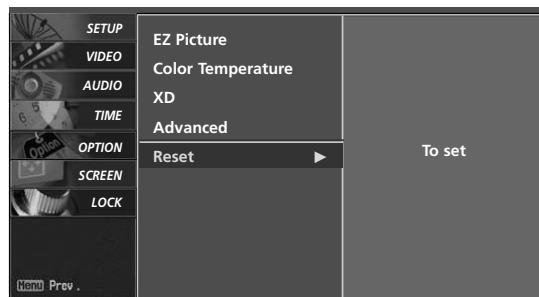 SETUP
VIDEO
AUDIO
TIME
OPTION
SCREEN
LOCK
Menu Prev.
EZ Picture
Color Temperature
XD
Advanced
Reset ▶
To set